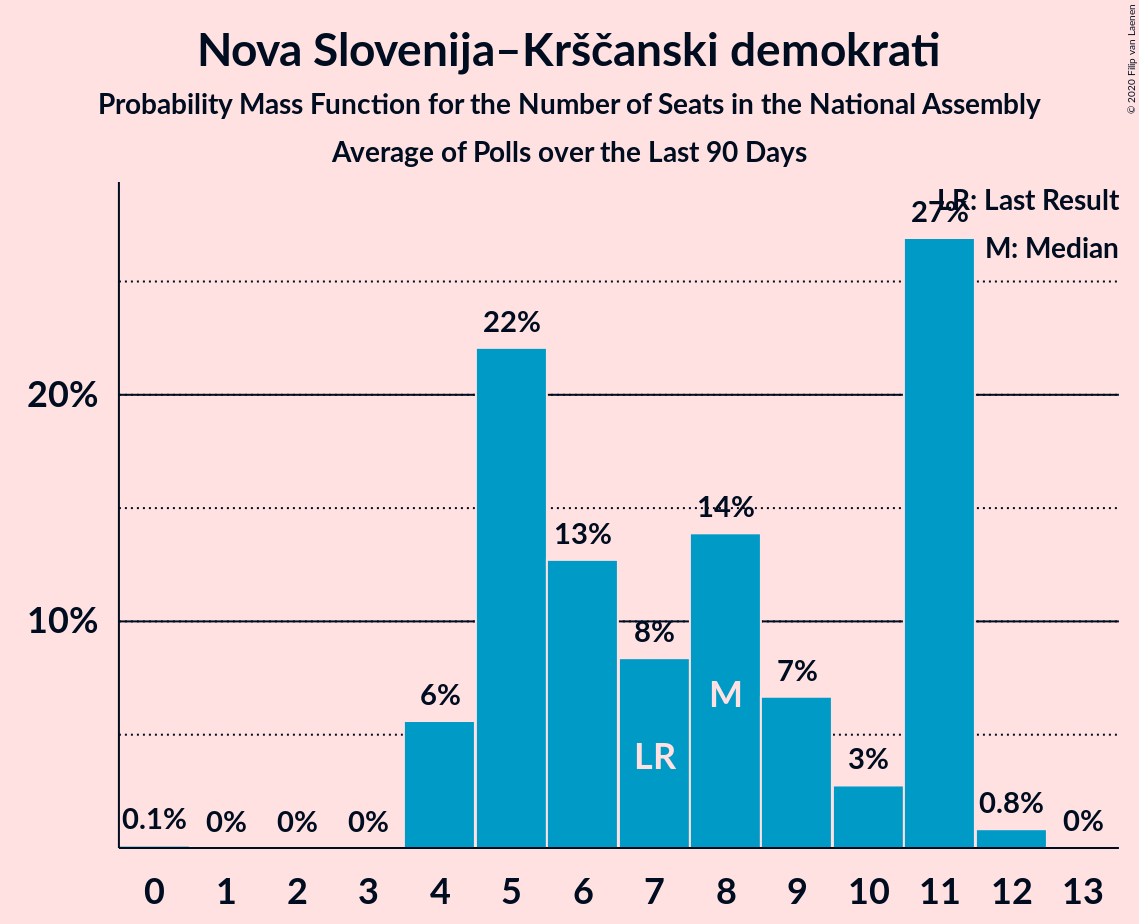 Nova Slovenija–Krščanski demokrati
Probability Mass Function for the Number of Seats in the National Assembly
Average of Polls over the Last 90 Days
© 2020 Filip van Laenen
LR: Last Result
M: Median
27%
22%
20%
14%
13%
10%
8%
7%
6%
M
LR
3%
0.1%
0%
0%
0%
0.8%
0%
0 1 2 3 4 5 6 7 8 9 10 11 12 13